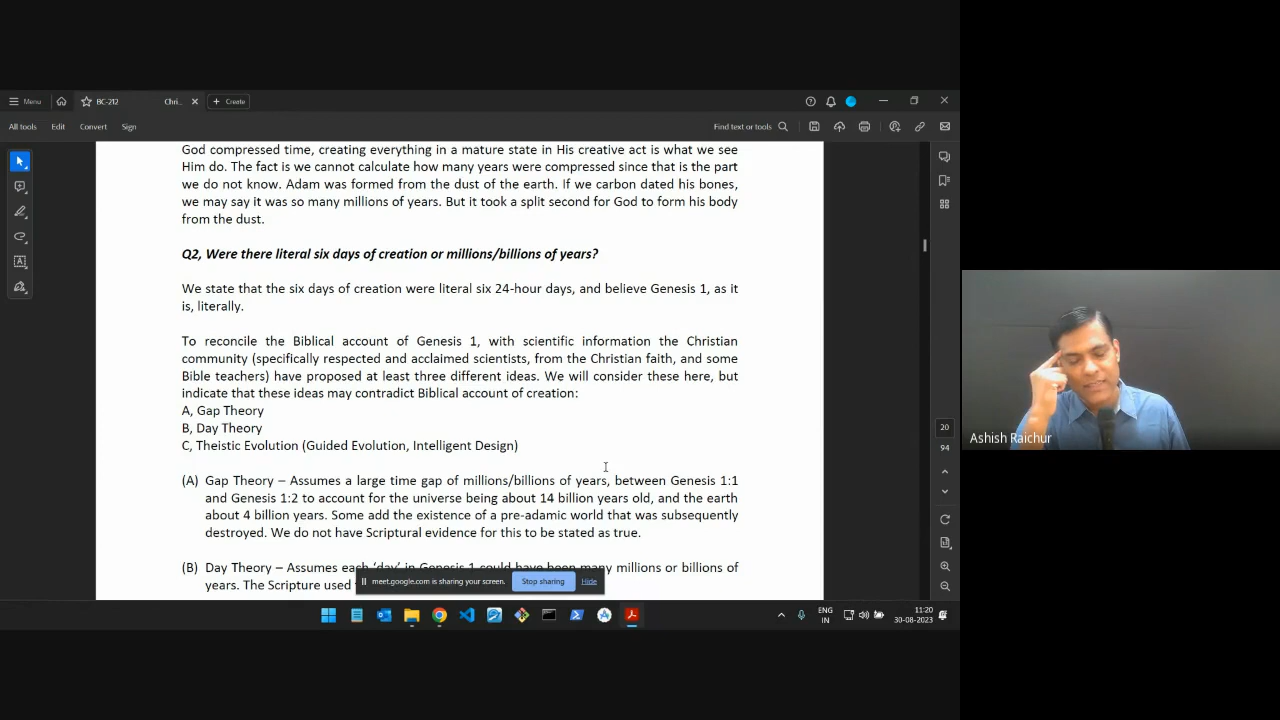 Menu
BC-212
Chri...
Create
All tools
Edit
Convert
Sign
Find text or tools
God compressed time, creating everything in a mature state in His creative act is what we see
Him do. The fact is we cannot calculate how many years were compressed since that is the part
we do not know. Adam was formed from the dust of the earth. If we carbon dated his bones,
we may say it was so many millions of years. But it took a split second for God to form his body
from the dust.
Q2, Were there literal six days of creation or millions/billions of years?
We state that the six days of creation were literal six 24-hour days, and believe Genesis 1, as it
is, literally.
To reconcile the Biblical account of Genesis 1, with scientific information the Christian
community (specifically respected and acclaimed scientists, from the Christian faith, and some
Bible teachers) have proposed at least three different ideas. We will consider these here, but
indicate that these ideas may contradict Biblical account of creation:
A, Gap Theory
B, Day Theory
C, Theistic Evolution (Guided Evolution, Intelligent Design)
(A) Gap Theory – Assumes a large time gap of millions/billions of years, between Genesis 1:1
and Genesis 1:2 to account for the universe being about 14 billion years old, and the earth
about 4 billion years. Some add the existence of a pre-adamic world that was subsequently
destroyed. We do not have Scriptural evidence for this to be stated as true.
(B) Day Theory – Assumes each 'day' in Genesis 1 could have been many millions or billions of
years. The Scripture used
meet.google.com is sharing your screen.
Stop sharing
Hide
20
94
ENG
IN
11:20
30-08-2023
Ashish Raichur